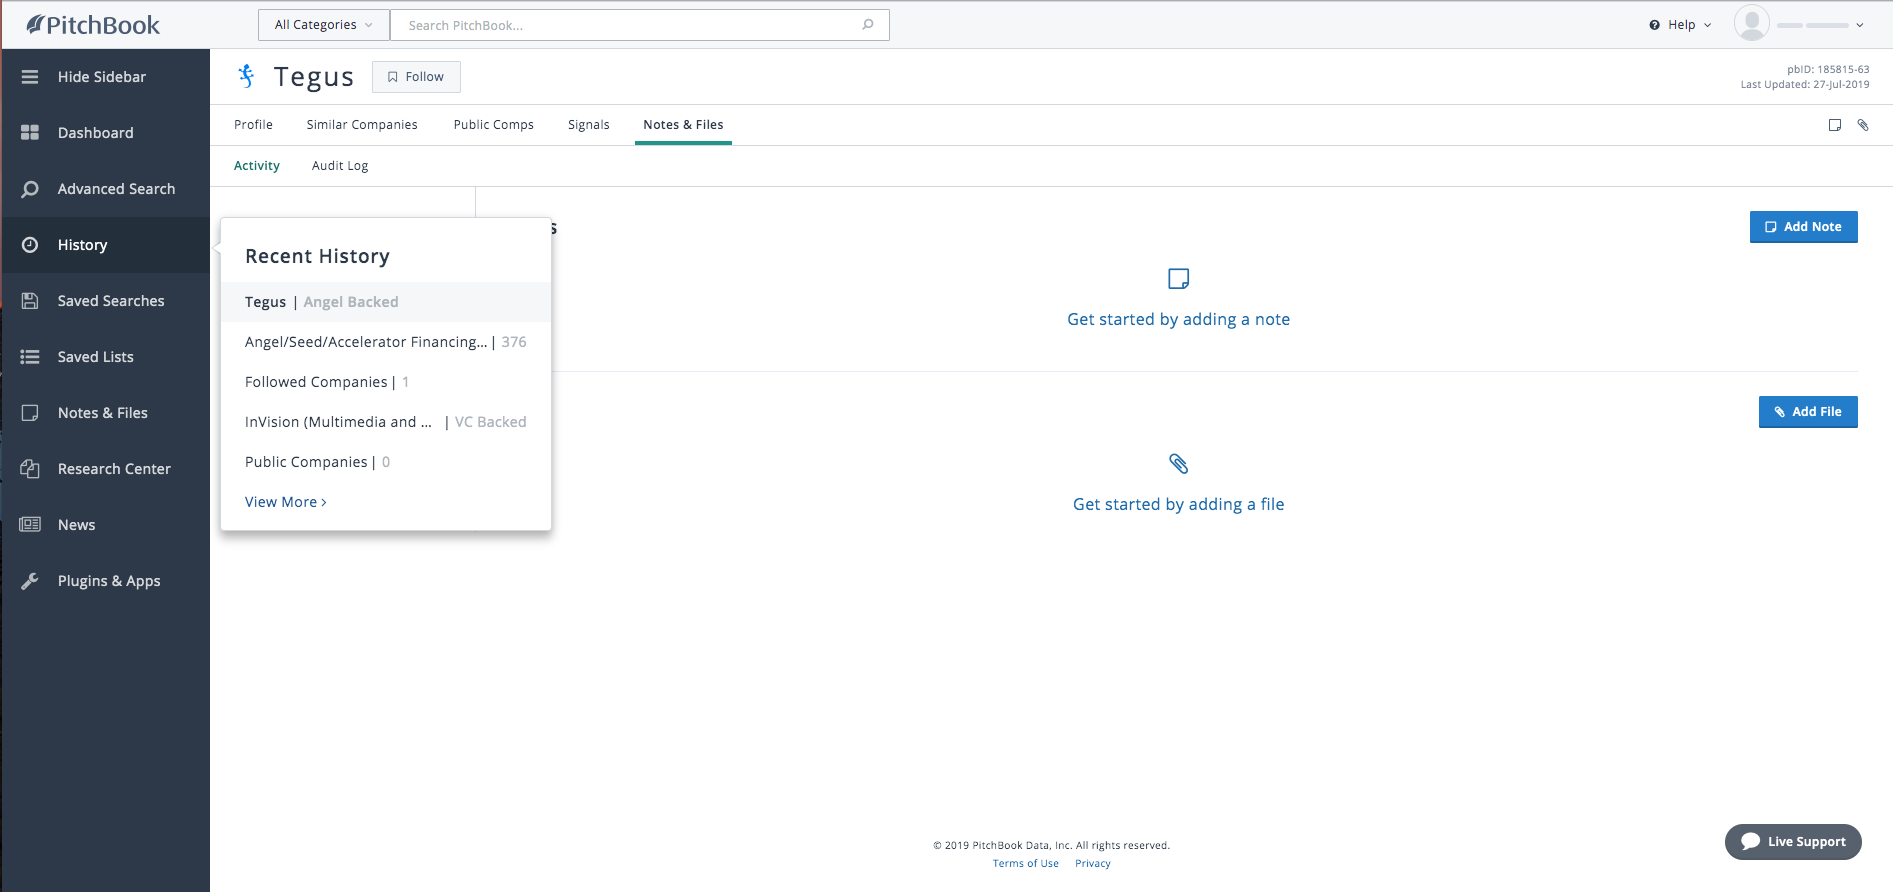 PitchBook
All Categories
Search PitchBook...
Help
Hide Sidebar
Dashboard
Advanced Search
History
Saved Searches
Saved Lists
Notes & Files
Research Center
News
Plugins & Apps
Tegus
Follow
pbID: 185815-63
Last Updated: 27-Jul-2019
Profile Similar Companies Public Comps Signals Notes & Files
Activity Audit Log
Recent History
Tegus | Angel Backed
Angel/Seed/Accelerator Financing... | 376
Followed Companies | 1
InVision (Multimedia and ... | VC Backed
Public Companies | 0
View More >
s
Add Note
Get started by adding a note
Add File
Get started by adding a file
© 2019 PitchBook Data, Inc. All rights reserved.
Terms of Use Privacy
Live Support